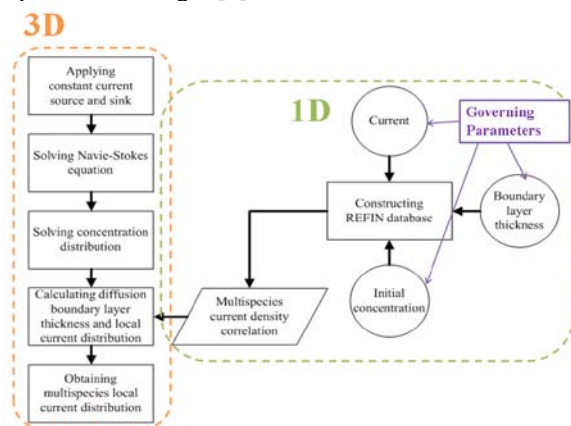 3D
Applying
constant current
source and sink
Solving Navie-Stokes
equation
Solving concentration
distribution
Calculating diffusion
boundary layer
thickness and local
current distribution
Obtaining
multispecies local
current distribution
1D
Current
Governing
Parameters
Constructing
REFIN database
Boundary
layer
thickness
Initial
concentration
Multispecies
current density
correlation